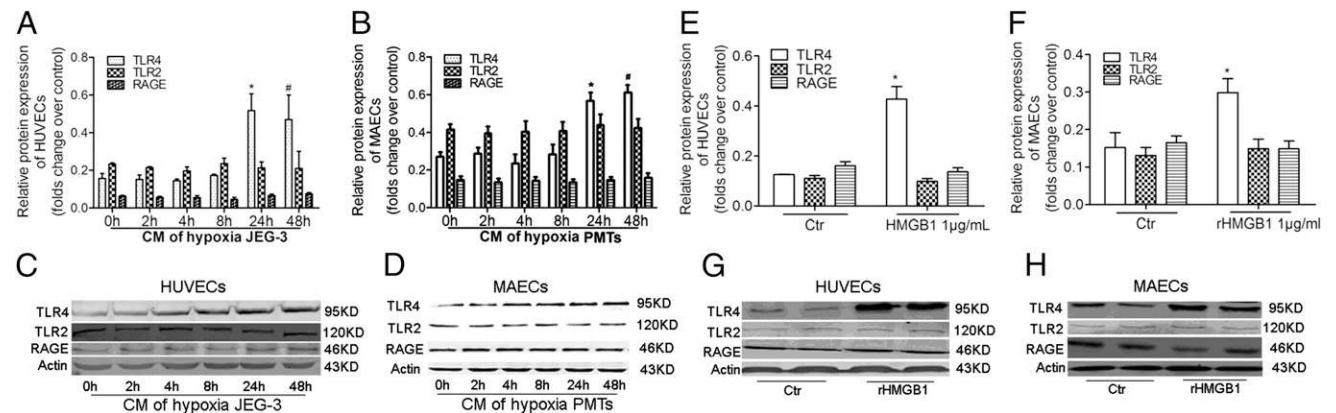 A
Relative protein expression
of HUVECs
(folds change over control)
0.8
0.6
0.4
0.2
0.0
TLR4
TLR2
RAGE
*
#
0h 2h 4h 8h 24h 48h
CM of hypoxia JEG-3
B
Relative protein expression
of MAECs
(folds change over control)
0.8
0.6
0.4
0.2
0.0
TLR4
TLR2
RAGE
*
#
0h 2h 4h 8h 24h 48h
CM of hypoxia PMTs
E
Relative protein expression
of HUVECs
(folds change over control)
0.6
0.4
0.2
0.0
TLR4
TLR2
RAGE
*
Ctr HMGB1 1μg/mL
F
Relative protein expression
of MAECs
(folds change over control)
0.4
0.3
0.2
0.1
0.0
TLR4
TLR2
RAGE
*
Ctr rHMGB1 1μg/ml
C
HUVECs
TLR4 95KD
TLR2 120KD
RAGE 46KD
Actin 43KD
0h 2h 4h 8h 24h 48h
CM of hypoxia JEG-3
D
MAECs
TLR4 95KD
TLR2 120KD
RAGE 46KD
Actin 43KD
0h 2h 4h 8h 24h 48h
CM of hypoxia PMTs
G
HUVECs
TLR4 95KD
TLR2 120KD
RAGE 46KD
Actin 43KD
Ctr rHMGB1
H
MAECs
TLR4 95KD
TLR2 120KD
RAGE 46KD
Actin 43KD
Ctr rHMGB1